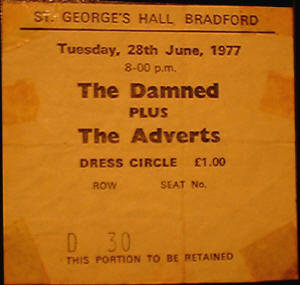 ST. GEORGE'S HALL, BRADFORD
Tuesday, 28th June, 1977
8-00 p.m.
The Damned
PLUS
The Adverts
DRESS CIRCLE £1.00
ROW SEAT No.
D 30
THIS PORTION TO BE RETAINED